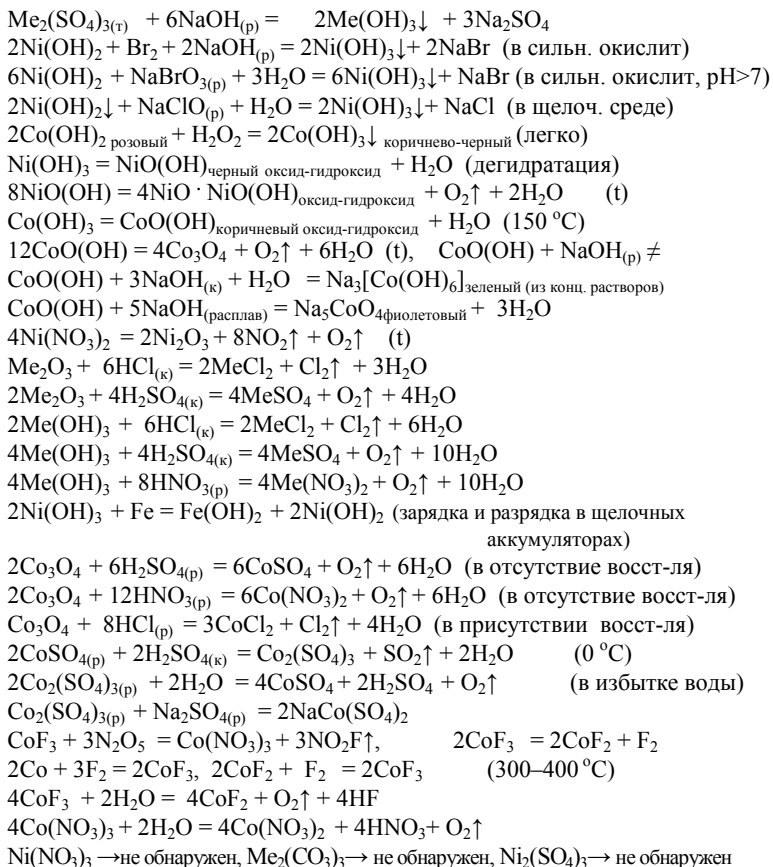 Me₂(SO₄)₃₍т₎ + 6NaOH₍р₎ = 2Me(OH)₃↓ + 3Na₂SO₄
2Ni(OH)₂ + Br₂ + 2NaOH₍р₎ = 2Ni(OH)₃↓+ 2NaBr (в сильн. окислит)
6Ni(OH)₂ + NaBrO₃₍р₎ + 3H₂O = 6Ni(OH)₃↓+ NaBr (в сильн. окислит, pH>7)
2Ni(OH)₂↓ + NaClO₍р₎ + H₂O = 2Ni(OH)₃↓+ NaCl (в щелоч. среде)
2Co(OH)₂ розовый + H₂O₂ = 2Co(OH)₃↓ коричнево-черный (легко)
Ni(OH)₃ = NiO(OH)черный оксид-гидроксид + H₂O (дегидратация)
8NiO(OH) = 4NiO · NiO(OH)оксид-гидроксид + O₂↑ + 2H₂O (t)
Co(OH)₃ = CoO(OH)коричневый оксид-гидроксид + H₂O (150 °C)
12CoO(OH) = 4Co₃O₄ + O₂↑ + 6H₂O (t), CoO(OH) + NaOH₍р₎ ≠
CoO(OH) + 3NaOH₍к₎ + H₂O = Na₃[Co(OH)₆]зеленый (из конц. растворов)
CoO(OH) + 5NaOH(расплав) = Na₅CoO₄фиолетовый + 3H₂O
4Ni(NO₃)₂ = 2Ni₂O₃ + 8NO₂↑ + O₂↑ (t)
Me₂O₃ + 6HCl₍к₎ = 2MeCl₂ + Cl₂↑ + 3H₂O
2Me₂O₃ + 4H₂SO₄₍к₎ = 4MeSO₄ + O₂↑ + 4H₂O
2Me(OH)₃ + 6HCl₍к₎ = 2MeCl₂ + Cl₂↑ + 6H₂O
4Me(OH)₃ + 4H₂SO₄₍к₎ = 4MeSO₄ + O₂↑ + 10H₂O
4Me(OH)₃ + 8HNO₃₍р₎ = 4Me(NO₃)₂ + O₂↑ + 10H₂O
2Ni(OH)₃ + Fe = Fe(OH)₂ + 2Ni(OH)₂ (зарядка и разрядка в щелочных
аккумуляторах)
2Co₃O₄ + 6H₂SO₄₍р₎ = 6CoSO₄ + O₂↑ + 6H₂O (в отсутствие восст-ля)
2Co₃O₄ + 12HNO₃₍р₎ = 6Co(NO₃)₂ + O₂↑ + 6H₂O (в отсутствие восст-ля)
Co₃O₄ + 8HCl₍р₎ = 3CoCl₂ + Cl₂↑ + 4H₂O (в присутствии восст-ля)
2CoSO₄₍р₎ + 2H₂SO₄₍к₎ = Co₂(SO₄)₃ + SO₂↑ + 2H₂O (0 °C)
2Co₂(SO₄)₃₍р₎ + 2H₂O = 4CoSO₄ + 2H₂SO₄ + O₂↑ (в избытке воды)
Co₂(SO₄)₃₍р₎ + Na₂SO₄₍р₎ = 2NaCo(SO₄)₂
CoF₃ + 3N₂O₅ = Co(NO₃)₃ + 3NO₂F↑, 2CoF₃ = 2CoF₂ + F₂
2Co + 3F₂ = 2CoF₃, 2CoF₂ + F₂ = 2CoF₃ (300–400 °C)
4CoF₃ + 2H₂O = 4CoF₂ + O₂↑ + 4HF
4Co(NO₃)₃ + 2H₂O = 4Co(NO₃)₂ + 4HNO₃+ O₂↑
Ni(NO₃)₃ →не обнаружен, Me₂(CO₃)₃→ не обнаружен, Ni₂(SO₄)₃→ не обнаружен